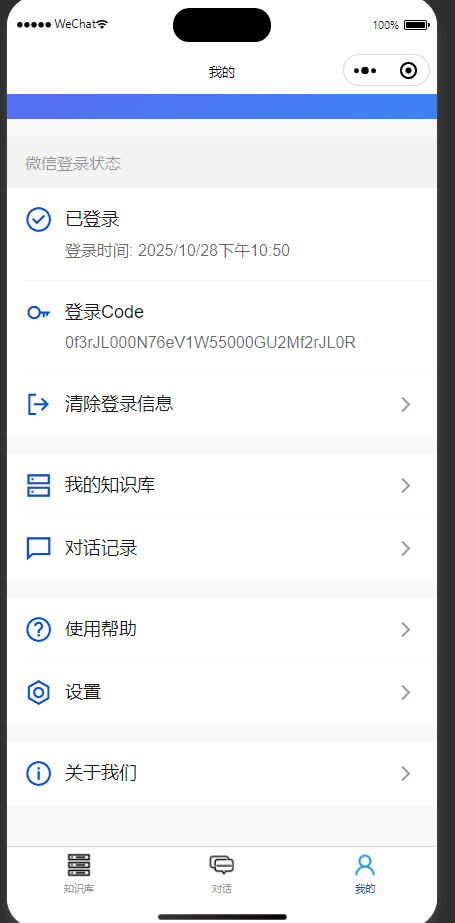 WeChat
100%
我的
微信登录状态
已登录
登录时间: 2025/10/28下午10:50
登录Code
0f3rJL000N76eV1W55000GU2Mf2rJL0R
清除登录信息
我的知识库
对话记录
使用帮助
设置
关于我们
知识库
对话
我的